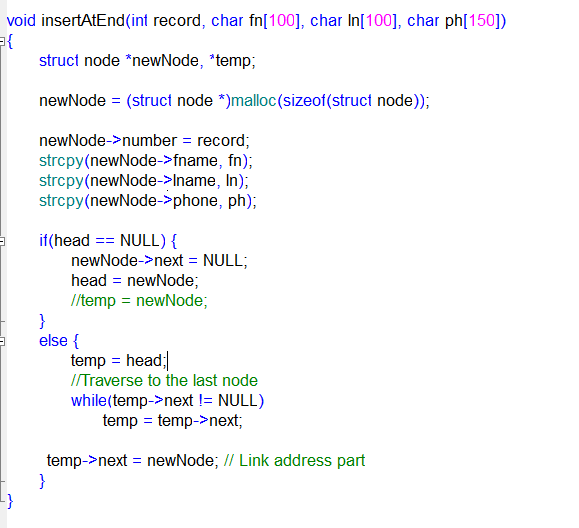 void insertAtEnd(int record, char fn[100], char ln[100], char ph[150])
{
struct node *newNode, *temp;
newNode = (struct node *)malloc(sizeof(struct node));
newNode->number = record;
strcpy(newNode->fname, fn);
strcpy(newNode->lname, ln);
strcpy(newNode->phone, ph);
if(head == NULL) {
newNode->next = NULL;
head = newNode;
//temp = newNode;
}
else {
temp = head;
//Traverse to the last node
while(temp->next != NULL)
temp = temp->next;
temp->next = newNode; // Link address part
}
}